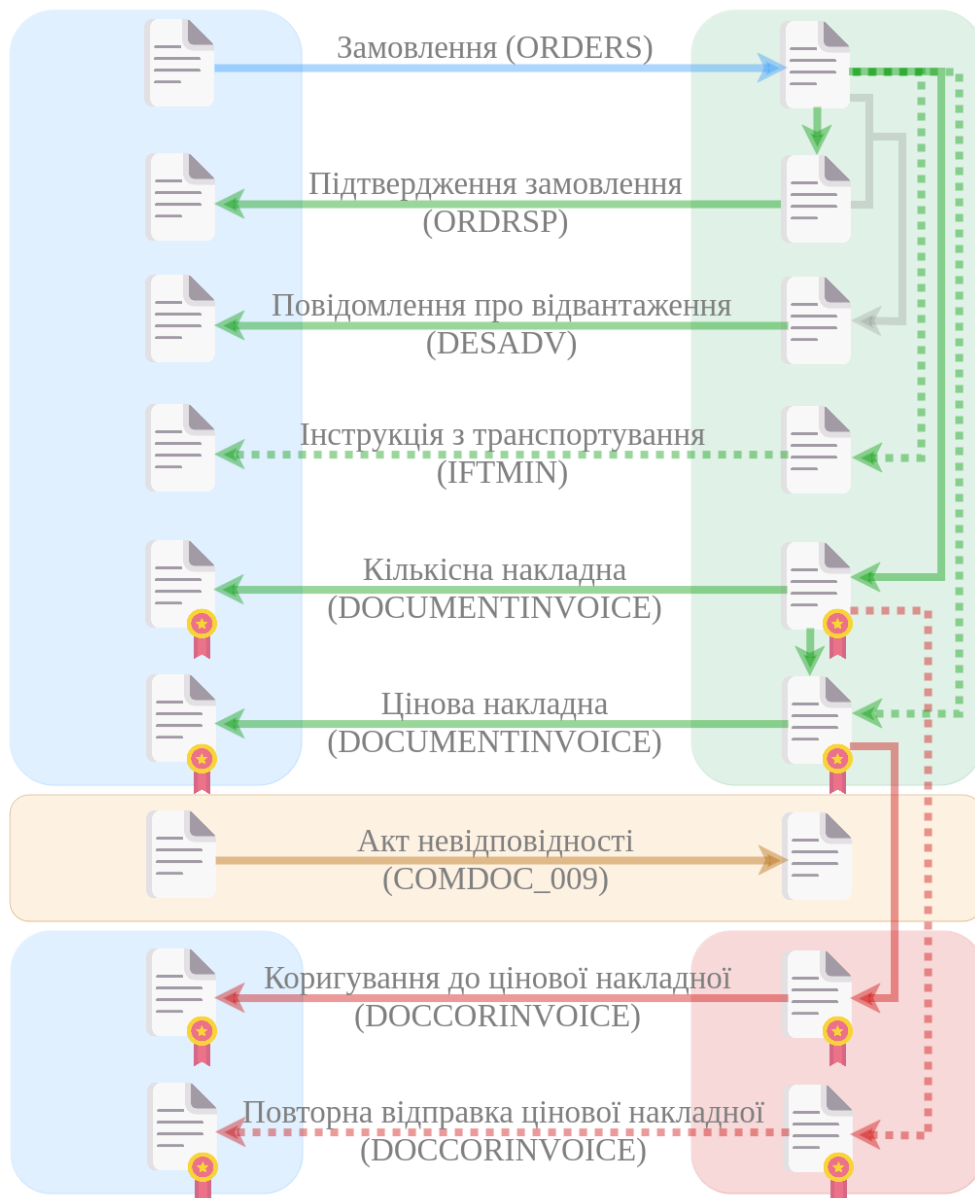 Замовлення (ORDERS)
Підтвердження замовлення
(ORDRSP)
Повідомлення про відвантаження
(DESADV)
Інструкція з транспортування
(IFTMIN)
Кількісна накладна
(DOCUMENTINVOICE)
Цінова накладна
(DOCUMENTINVOICE)
Акт невідповідності
(COMDOC_009)
Коригування до цінової накладної
(DOCCORINVOICE)
Повторна відправка цінової накладної
(DOCCORINVOICE)